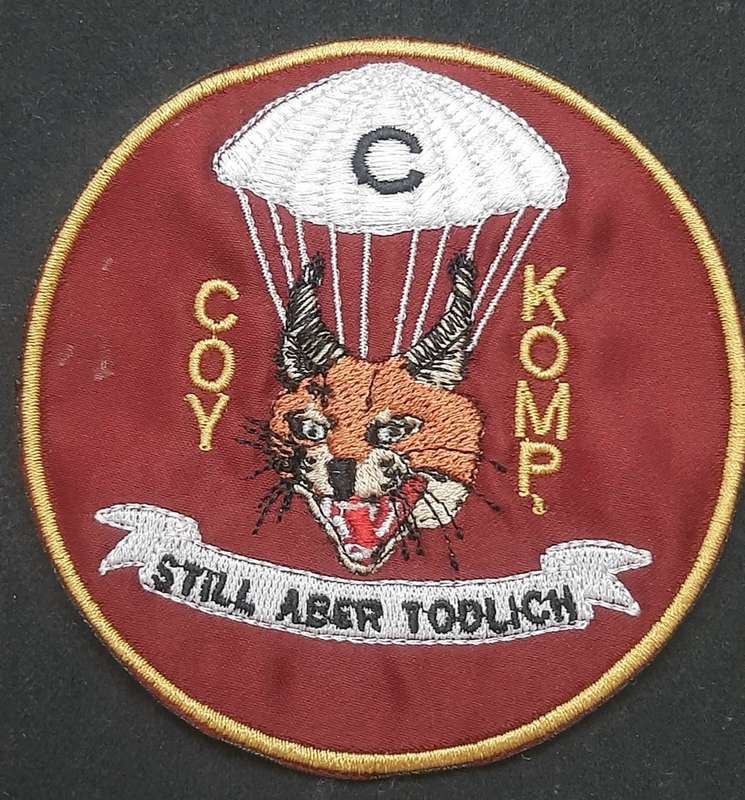 C
COY
KOMP.
STILL ABER TODLICH